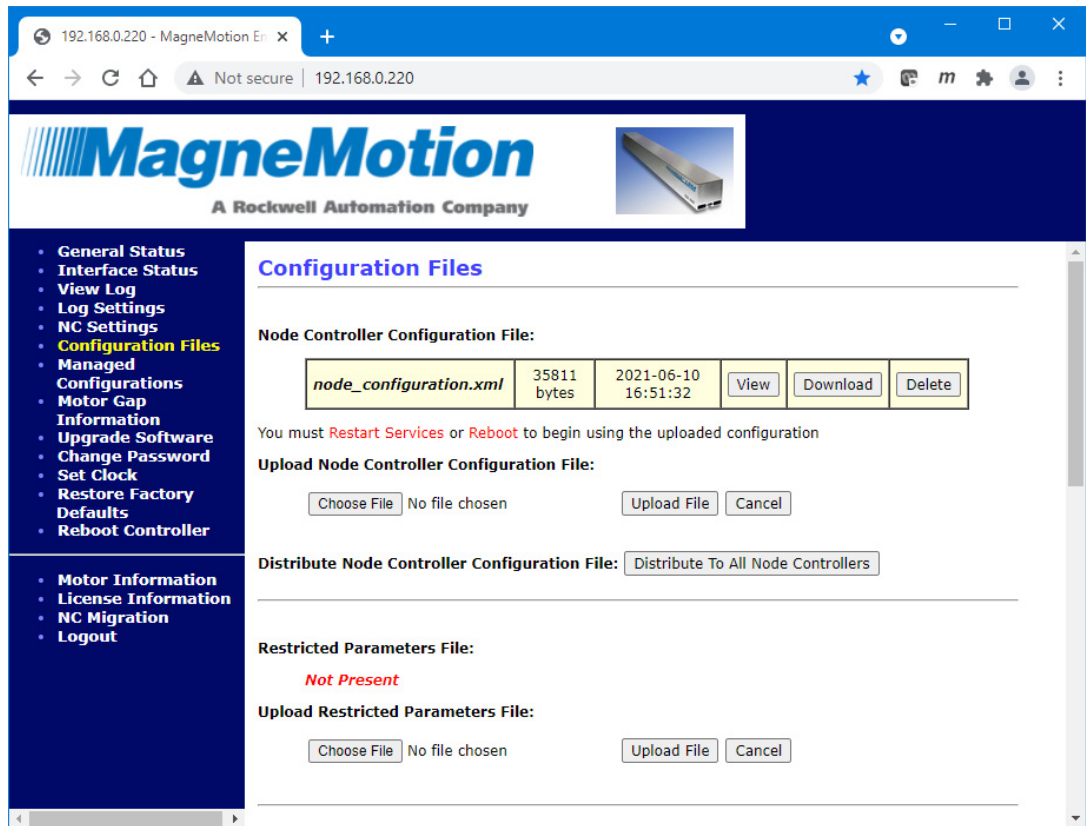 192.168.0.220 - MagneMotion En
Not secure | 192.168.0.220
m
MagneMotion
A Rockwell Automation Company
General Status
Interface Status
View Log
Log Settings
NC Settings
Configuration Files
Managed
Configurations
Motor Gap
Information
Upgrade Software
Change Password
Set Clock
Restore Factory
Defaults
Reboot Controller
Motor Information
License Information
NC Migration
Logout
Configuration Files
Node Controller Configuration File:
node_configuration.xml 35811 bytes 2021-06-10 16:51:32 View Download Delete
You must Restart Services or Reboot to begin using the uploaded configuration
Upload Node Controller Configuration File:
Choose File No file chosen Upload File Cancel
Distribute Node Controller Configuration File: Distribute To All Node Controllers
Restricted Parameters File:
Not Present
Upload Restricted Parameters File:
Choose File No file chosen Upload File Cancel